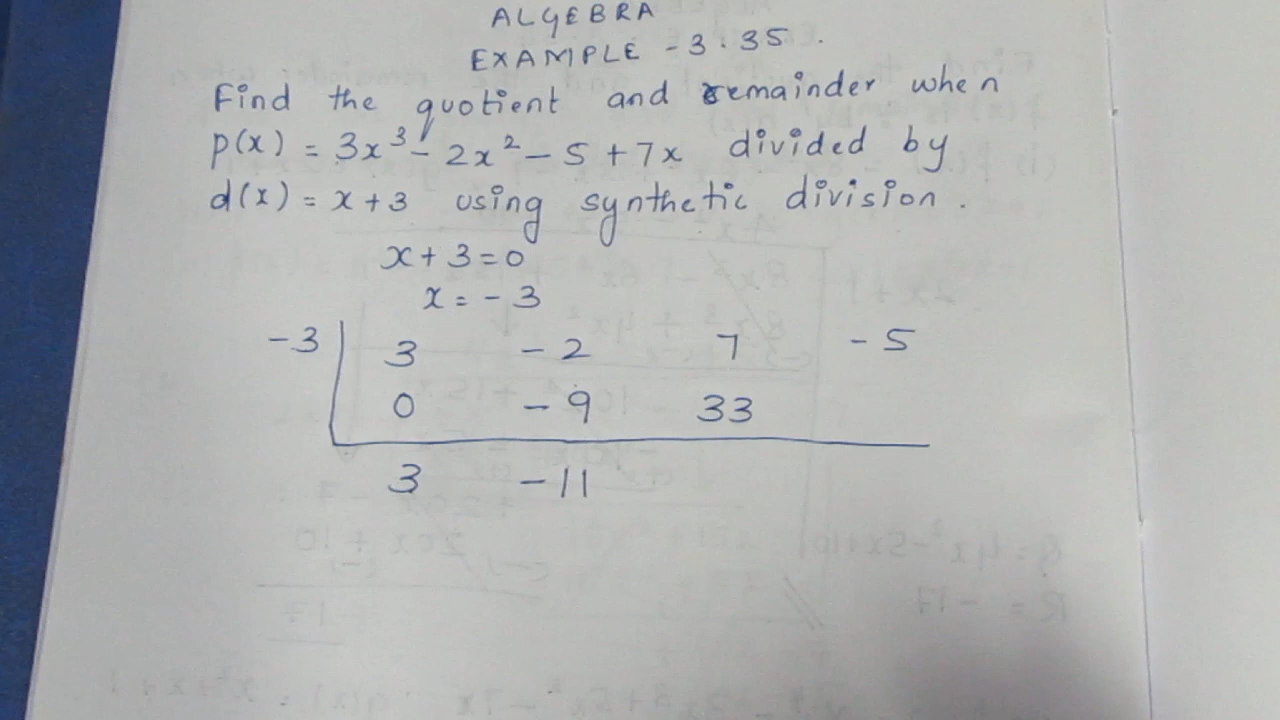 ALGEBRA
EXAMPLE - 3.35.
Find the quotient and remainder when
p(x) = 3x³ - 2x² - 5 + 7x divided by
d(x) = x + 3 using synthetic division.
x + 3 = 0
x = - 3
-3 | 3 - 2 7 - 5
0 - 9 33
3 - 11